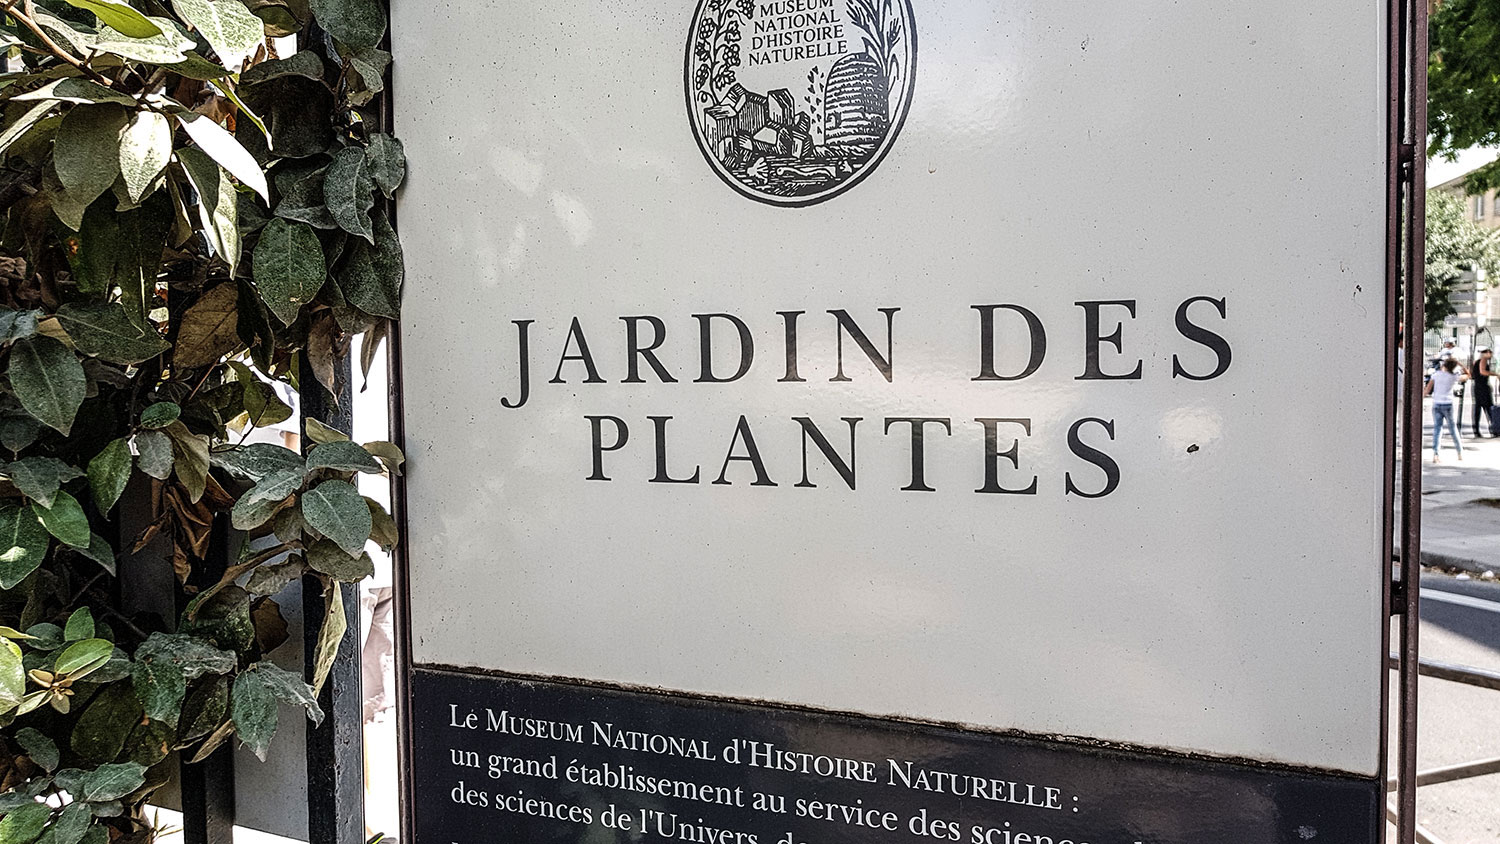 MUSEUM
NATIONAL
D'HISTOIRE
NATURELLE
JARDIN DES
PLANTES
Le MUSEUM NATIONAL d'HISTOIRE NATURELLE :
un grand établissement au service des
des sciences de l'Univers,